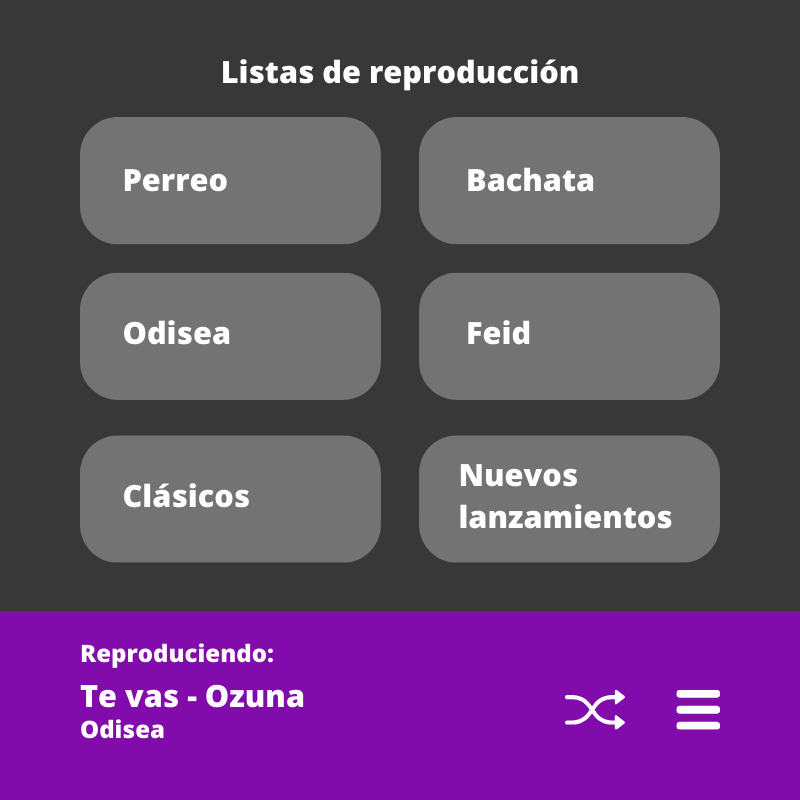 Listas de reproducción
Perreo
Bachata
Odisea
Feid
Clásicos
Nuevos
lanzamientos
Reproduciendo:
Te vas - Ozuna
Odisea